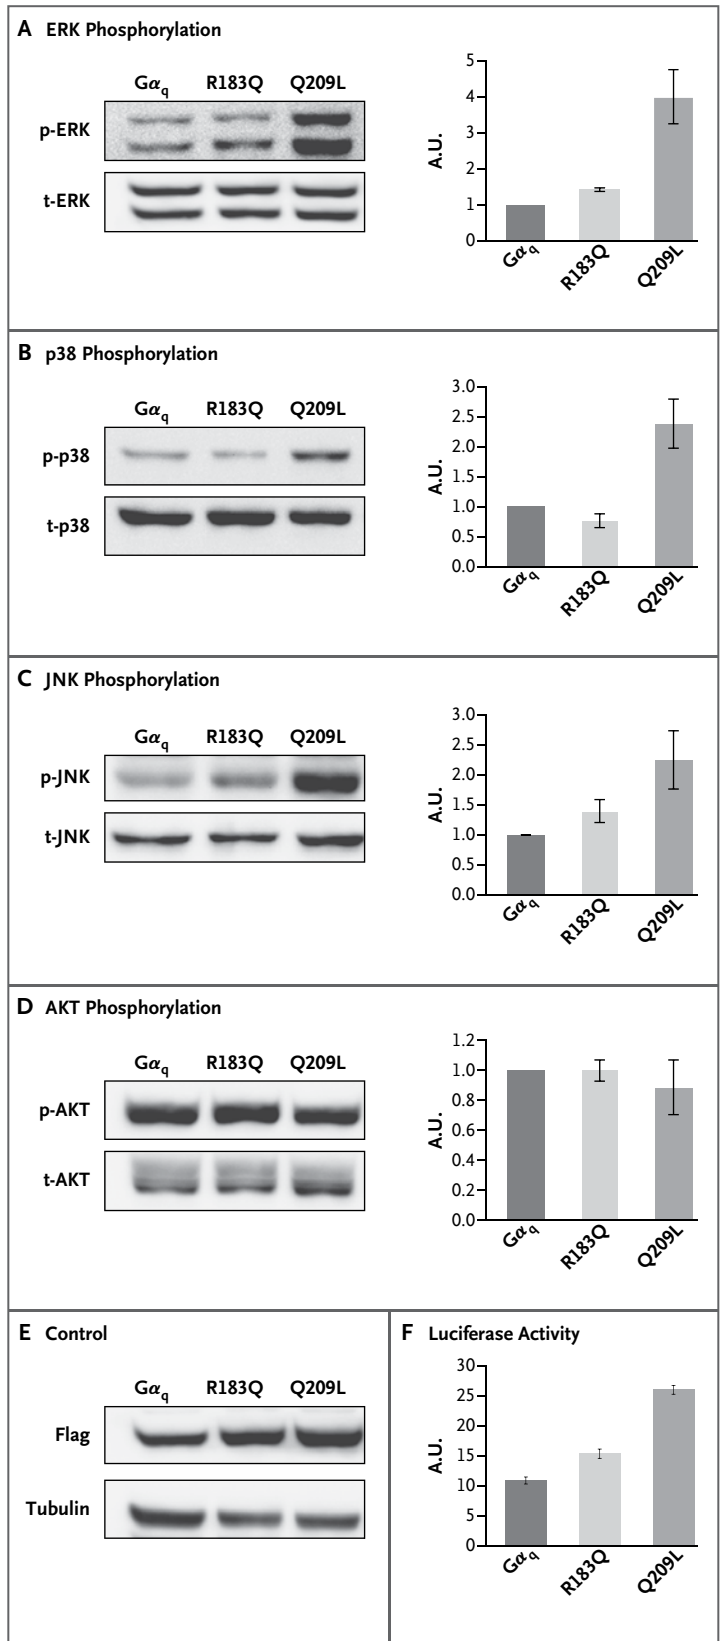 A ERK Phosphorylation
Gαq R183Q Q209L
p-ERK
t-ERK
5
4
3
2
1
0
A.U.
Gαq R183Q Q209L
B p38 Phosphorylation
Gαq R183Q Q209L
p-p38
t-p38
3.0
2.5
2.0
1.5
1.0
0.5
0.0
A.U.
Gαq R183Q Q209L
C JNK Phosphorylation
Gαq R183Q Q209L
p-JNK
t-JNK
3.0
2.5
2.0
1.5
1.0
0.5
0.0
A.U.
Gαq R183Q Q209L
D AKT Phosphorylation
Gαq R183Q Q209L
p-AKT
t-AKT
1.2
1.0
0.8
0.6
0.4
0.2
0.0
A.U.
Gαq R183Q Q209L
E Control
Gαq R183Q Q209L
Flag
Tubulin
F Luciferase Activity
30
25
20
15
10
5
0
A.U.
Gαq R183Q Q209L